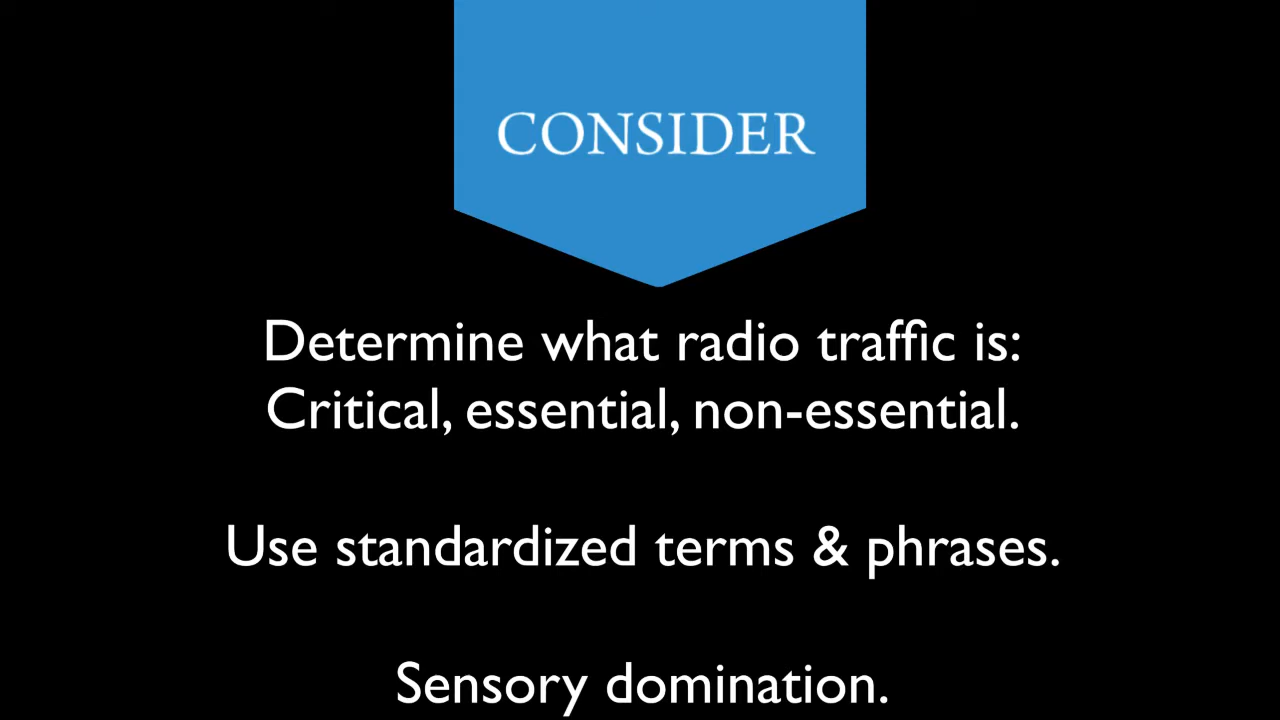 CONSIDER
Determine what radio traffic is:
Critical, essential, non-essential.
Use standardized terms & phrases.
Sensory domination.